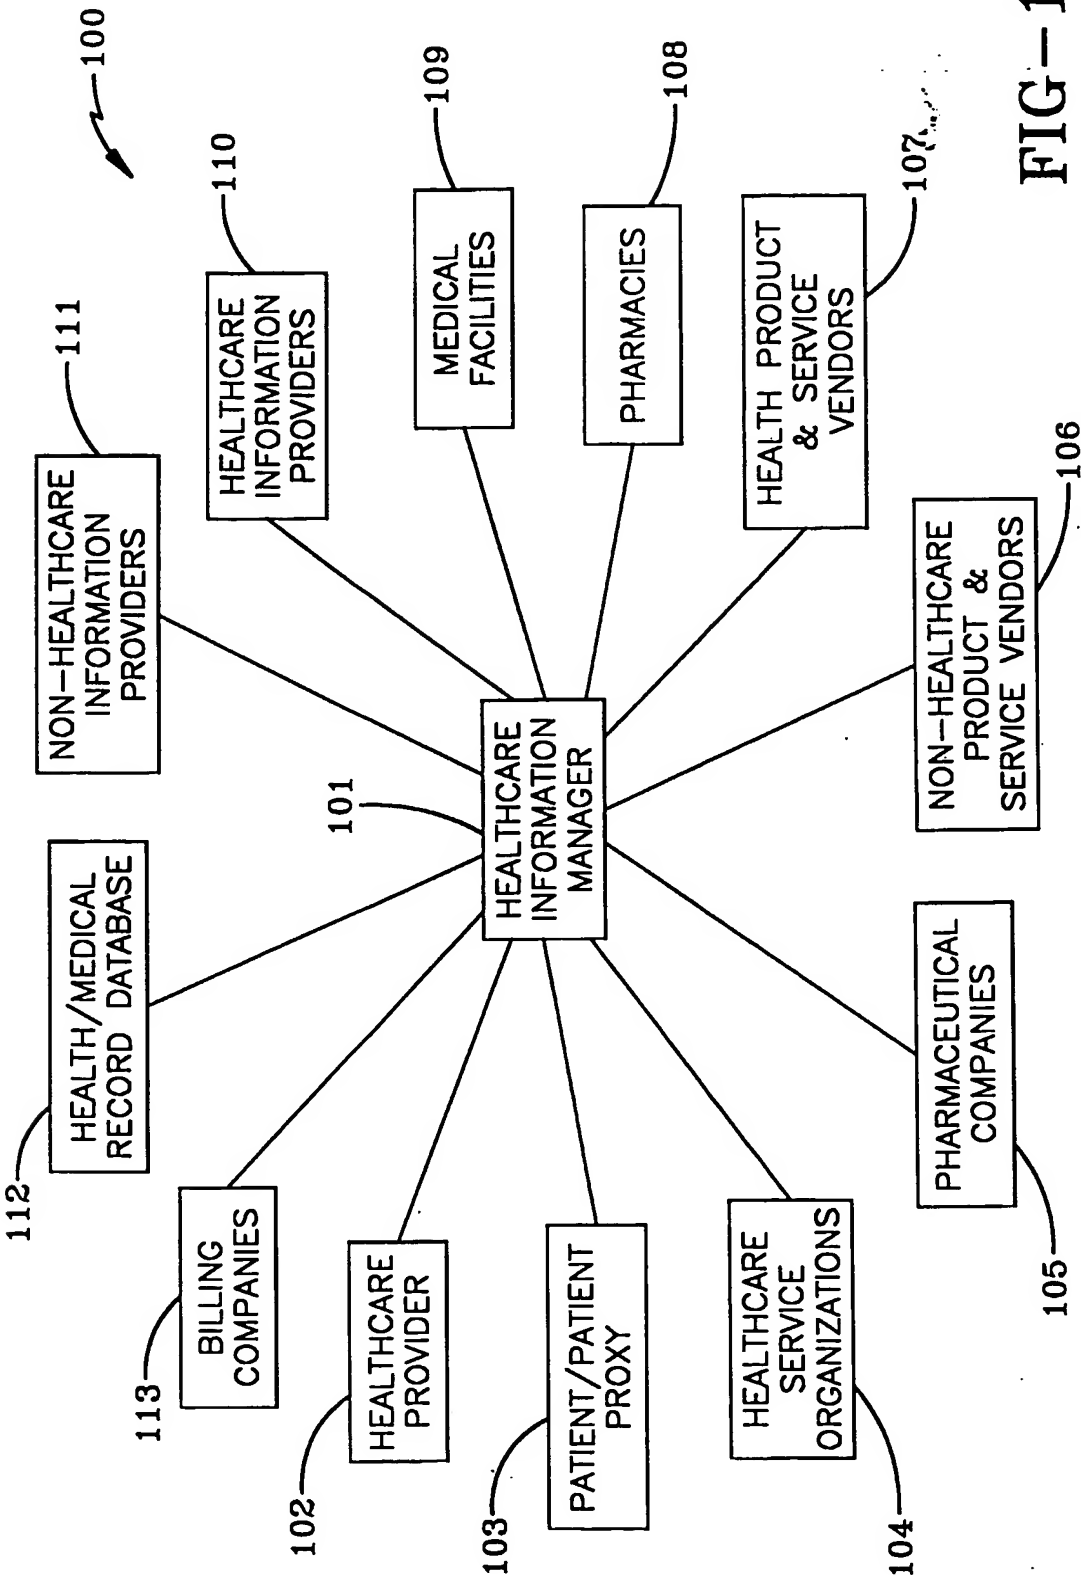 100
112
HEALTH/MEDICAL
RECORD DATABASE
111
NON-HEALTHCARE
INFORMATION
PROVIDERS
113
BILLING
COMPANIES
110
HEALTHCARE
INFORMATION
PROVIDERS
102
HEALTHCARE
PROVIDER
101
HEALTHCARE
INFORMATION
MANAGER
109
MEDICAL
FACILITIES
103
PATIENT/PATIENT
PROXY
108
PHARMACIES
104
HEALTHCARE
SERVICE
ORGANIZATIONS
107
HEALTH PRODUCT
& SERVICE
VENDORS
105
PHARMACEUTICAL
COMPANIES
106
NON-HEALTHCARE
PRODUCT &
SERVICE VENDORS
FIG-1